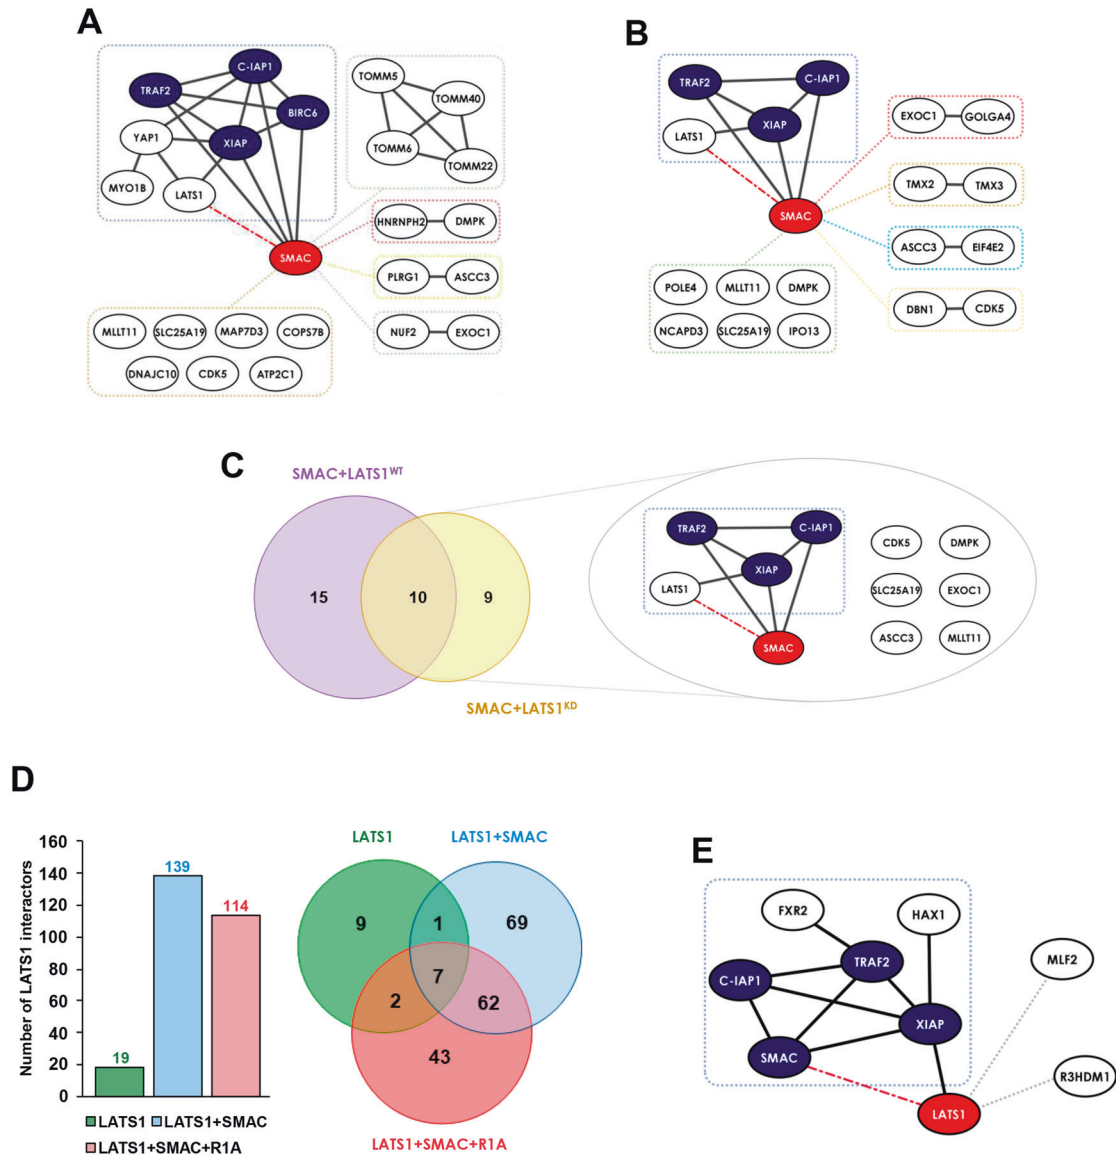 A
C-IAP1
TRAF2
BIRC6
YAP1
XIAP
MYO1B
LATS1
SMAC
TOMM5
TOMM40
TOMM6
TOMM22
HNRNPH2
DMPK
PLRG1
ASCC3
NUF2
EXOC1
MLLT11
SLC25A19
MAP7D3
COPS7B
DNAJC10
CDK5
ATP2C1
B
TRAF2
C-IAP1
XIAP
LATS1
SMAC
EXOC1
GOLGA4
TMX2
TMX3
ASCC3
EIF4E2
DBN1
CDK5
POLE4
MLLT11
DMPK
NCAPD3
SLC25A19
IPO13
C
SMAC+LATS1WT
15
10
9
SMAC+LATS1KD
TRAF2
C-IAP1
XIAP
LATS1
SMAC
CDK5
DMPK
SLC25A19
EXOC1
ASCC3
MLLT11
D
Number of LATS1 interactors
160
140
120
100
80
60
40
20
0
19
139
114
LATS1
LATS1+SMAC
LATS1+SMAC+R1A
LATS1
LATS1+SMAC
9
1
69
7
2
62
43
LATS1+SMAC+R1A
E
FXR2
HAX1
TRAF2
C-IAP1
XIAP
SMAC
MLF2
R3HDM1
LATS1